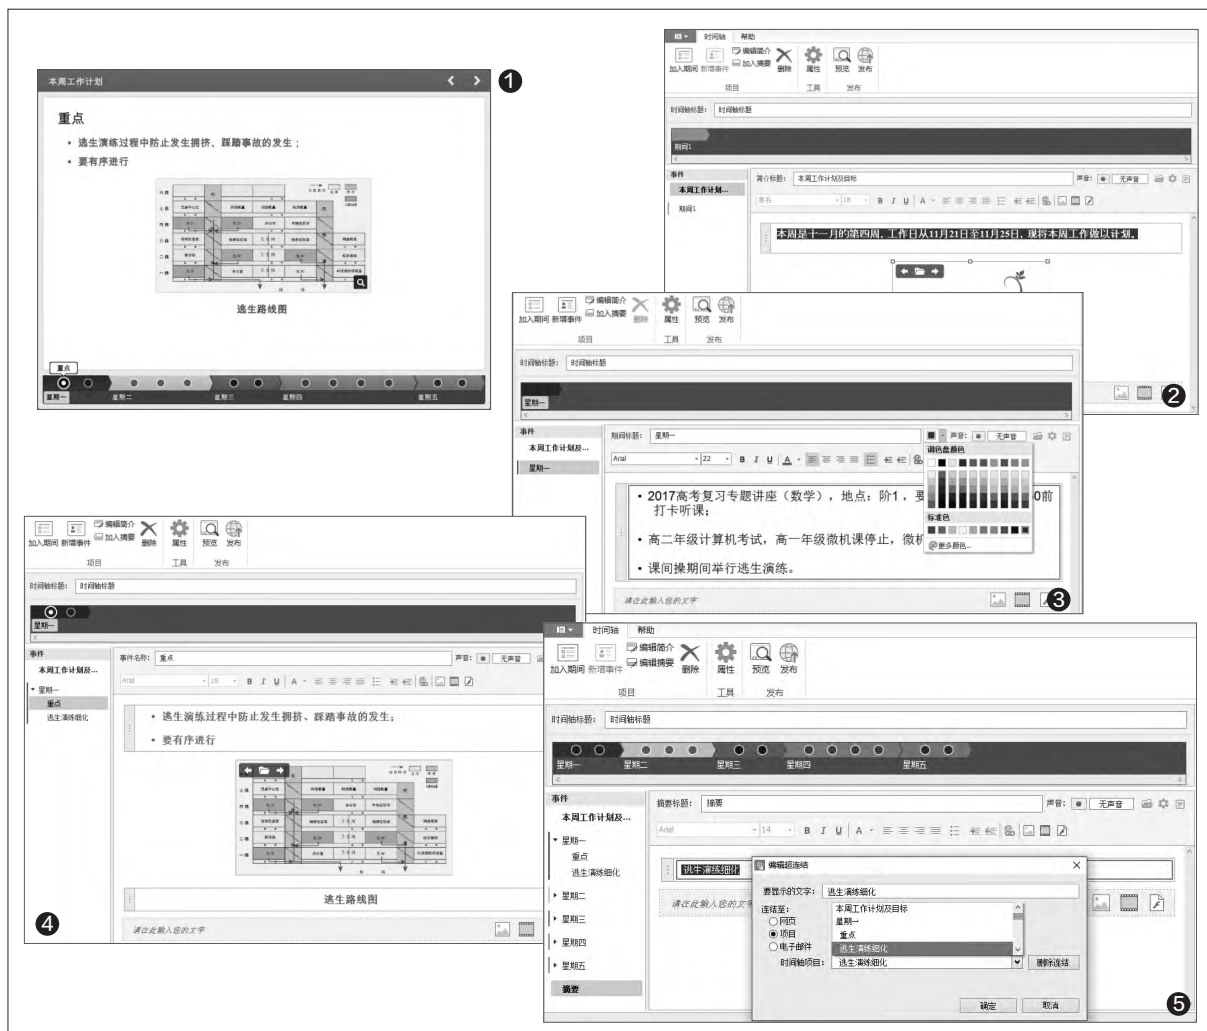 本周工作计划
❶
重点
• 逃生演练过程中防止发生拥挤、踩踏事故的发生；
• 要有序进行
逃生路线图
重点
星期一 星期二 星期三 星期四 星期五
时间轴 帮助
加入期间 新增事件 编辑简介 加入摘要 删除 属性 预览 发布
项目 工具 发布
时间轴标题： 时间轴标题
期间1
事件
本周工作计划...
期间1
简介标题： 本周工作计划及目标 声音： 无声音
18 B I U A
本周是十一月的第四周，工作日从11月21日至11月25日，现将本周工作做以计划。
❷
加入期间 新增事件 编辑简介 加入摘要 删除 属性 预览 发布
项目 工具 发布
时间轴标题： 时间轴标题
星期一
事件
本周工作计划及...
星期一
期间标题： 星期一 声音： 无声音
Arial 22 B I U A
调色盘颜色
标准色
更多颜色...
• 2017高考复习专题讲座（数学），地点：阶1，要 0前
打卡听课；
• 高二年级计算机考试，高一年级微机课停止，微机
• 课间操期间举行逃生演练。
请在此输入您的文字
❸
加入期间 新增事件 编辑简介 加入摘要 删除 属性 预览 发布
项目 工具 发布
时间轴标题： 时间轴标题
星期一
事件
本周工作计划及...
星期一
重点
逃生演练细化
事件名称： 重点 声音： 无声音
Arial 18 B I U A
• 逃生演练过程中防止发生拥挤、踩踏事故的发生；
• 要有序进行
逃生路线图
请在此输入您的文字
❹
时间轴 帮助
加入期间 新增事件 编辑简介 编辑摘要 删除 属性 预览 发布
项目 工具 发布
时间轴标题： 时间轴标题
星期一 星期二 星期三 星期四 星期五
事件
本周工作计划及...
星期一
重点
逃生演练细化
星期二
星期三
星期四
星期五
摘要
摘要标题： 摘要 声音： 无声音
Arial 14 B I U A
逃生演练细化
请在此输入您的文字
编辑超连结
要显示的文字： 逃生演练细化
连结至：
网页
项目
电子邮件
本周工作计划及目标
星期一
重点
逃生演练细化
时间轴项目： 逃生演练细化 删除连结
确定 取消
❺